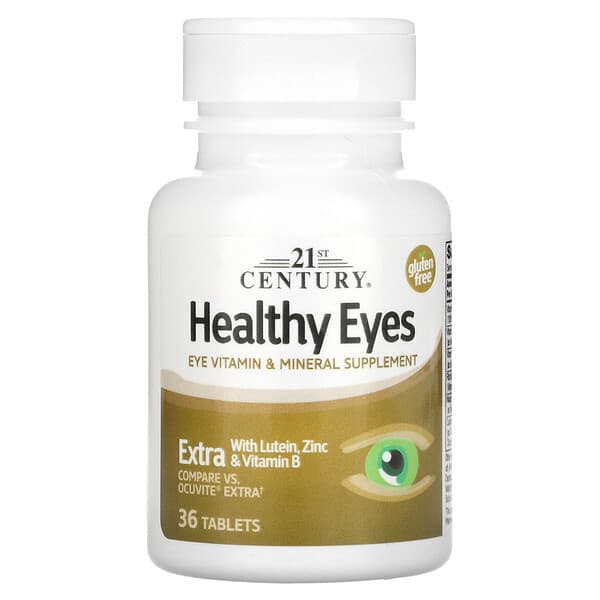 21ST
CENTURY®
gluten
free
Healthy Eyes
EYE VITAMIN & MINERAL SUPPLEMENT
Extra With Lutein, Zinc
& Vitamin B
COMPARE VS.
OCUVITE® EXTRA†
36 TABLETS